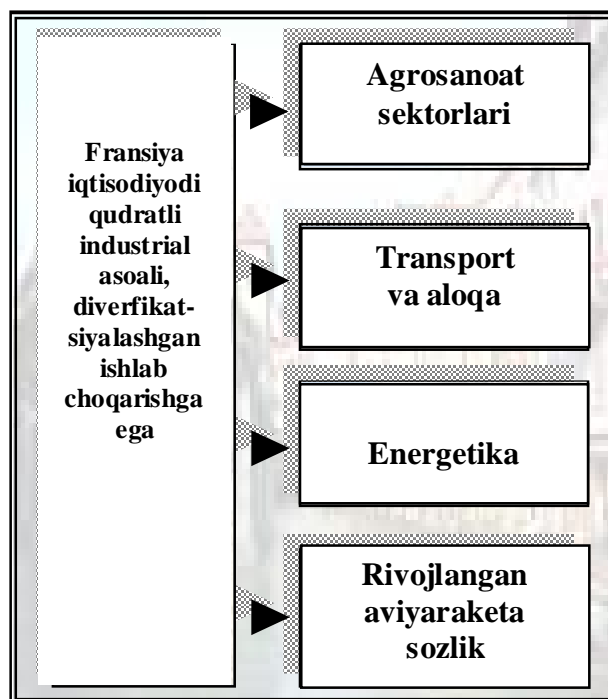 Fransiya
iqtisodiyodi
qudratli
industrial
asoali,
diverfikat-
siyalashgan
ishlab
choqarishga
ega
Agrosanoat
sektorlari
Transport
va aloqa
Energetika
Rivojlangan
aviyaraketa
sozlik